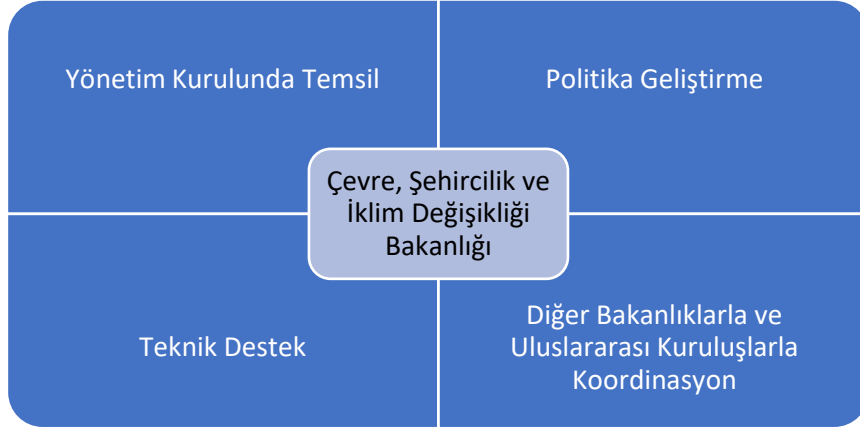 Yönetim Kurulunda Temsil
Politika Geliştirme
Çevre, Şehircilik ve
İklim Değişikliği
Bakanlığı
Teknik Destek
Diğer Bakanlıklarla ve
Uluslararası Kuruluşlarla
Koordinasyon